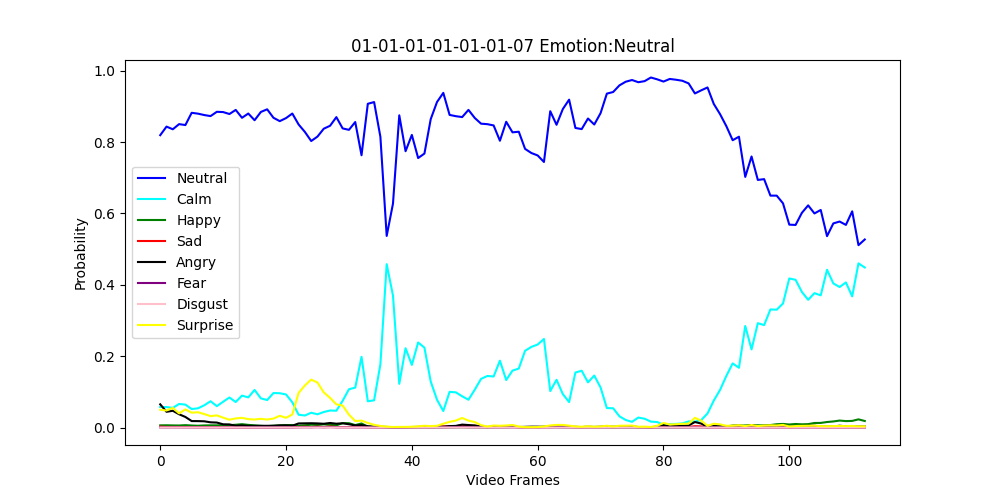 01-01-01-01-01-01-07 Emotion:Neutral
Probability
1.0
0.8
0.6
0.4
0.2
0.0
Neutral
Calm
Happy
Sad
Angry
Fear
Disgust
Surprise
0 20 40 60 80 100
Video Frames